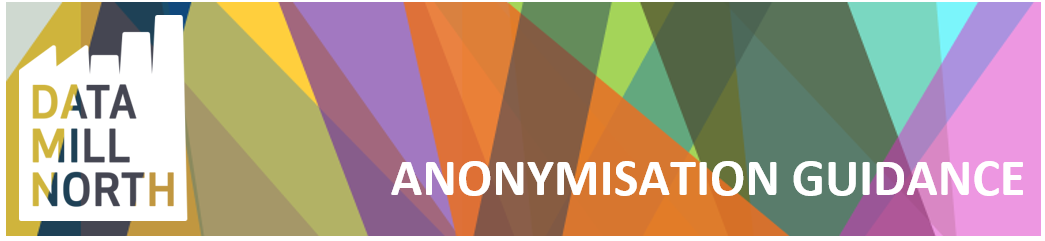 DATA
MILL
NORTH
ANONYMISATION GUIDANCE